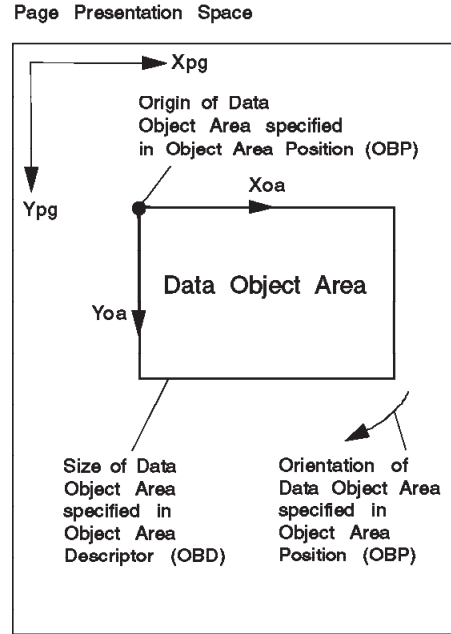 Page Presentation Space
Xpg
Origin of Data
Object Area specified
in Object Area Position (OBP)
Ypg
Xoa
Data Object Area
Yoa
Size of Data
Object Area
specified in
Object Area
Descriptor (OBD)
Orientation of
Data Object Area
specified in
Object Area
Position (OBP)